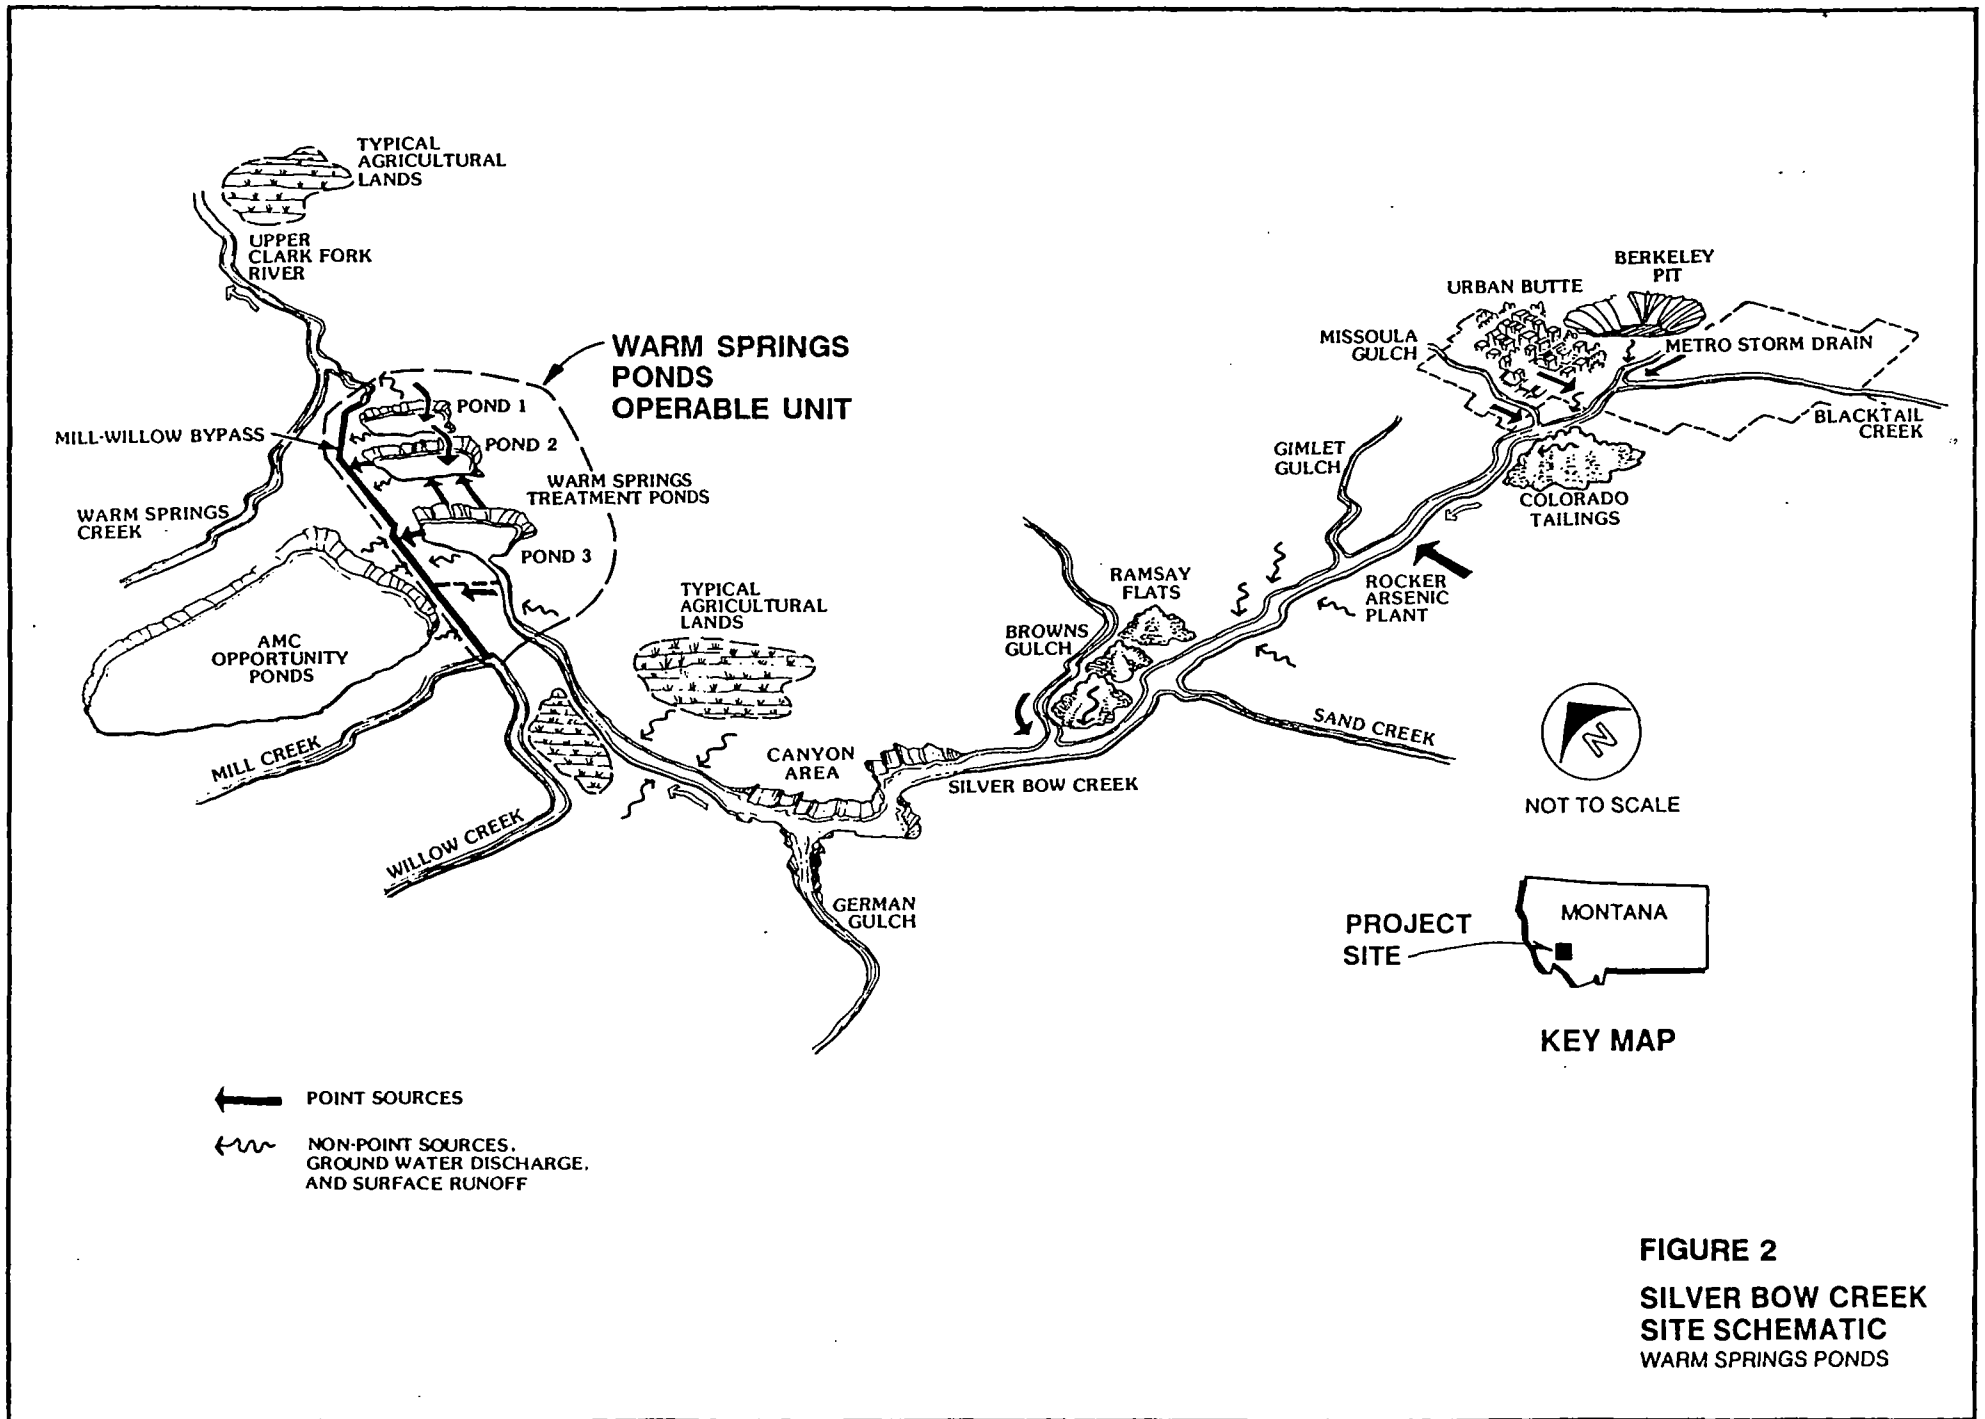 TYPICAL
AGRICULTURAL
LANDS
UPPER
CLARK FORK
RIVER
WARM SPRINGS
PONDS
OPERABLE UNIT
POND 1
MILL-WILLOW BYPASS
POND 2
WARM SPRINGS
TREATMENT PONDS
WARM SPRINGS
CREEK
POND 3
AMC
OPPORTUNITY
PONDS
TYPICAL
AGRICULTURAL
LANDS
MILL CREEK
WILLOW CREEK
CANYON
AREA
GERMAN
GULCH
SILVER BOW CREEK
BROWNS
GULCH
RAMSAY
FLATS
SAND CREEK
GIMLET
GULCH
ROCKER
ARSENIC
PLANT
COLORADO
TAILINGS
MISSOULA
GULCH
URBAN BUTTE
BERKELEY
PIT
METRO STORM DRAIN
BLACKTAIL
CREEK
N
NOT TO SCALE
PROJECT
SITE
MONTANA
KEY MAP
POINT SOURCES
NON-POINT SOURCES,
GROUND WATER DISCHARGE,
AND SURFACE RUNOFF
FIGURE 2
SILVER BOW CREEK
SITE SCHEMATIC
WARM SPRINGS PONDS